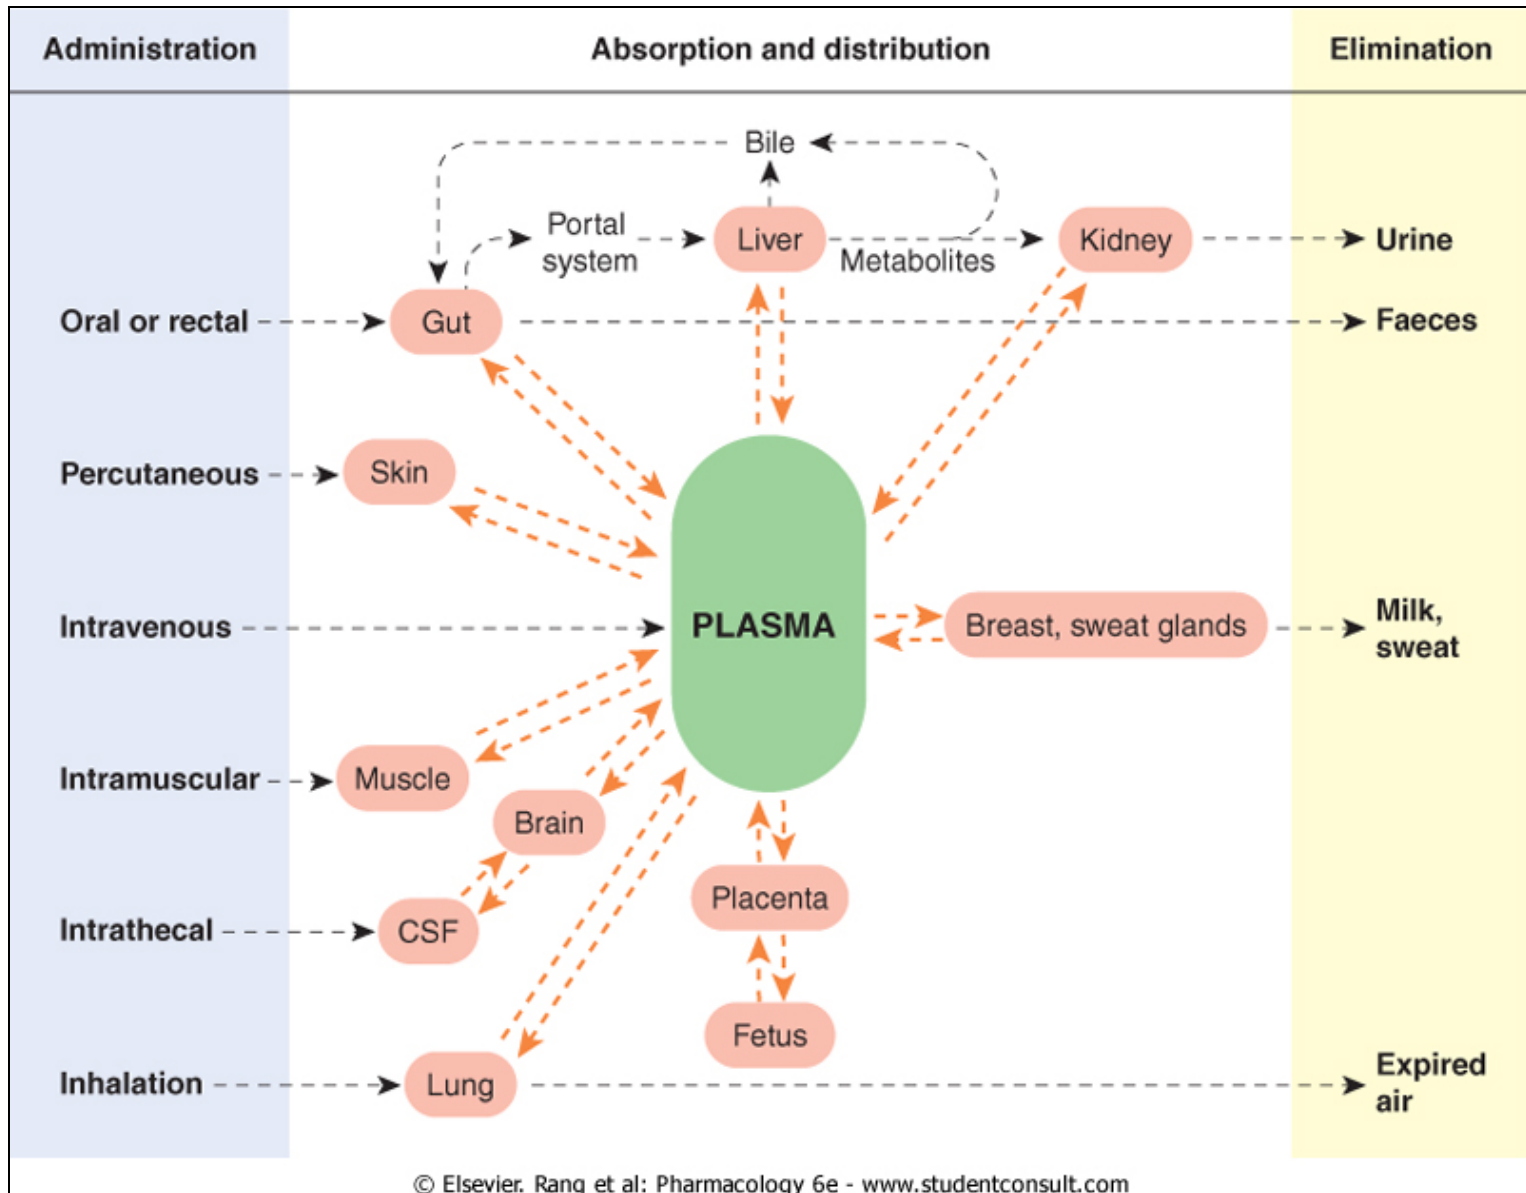 Administration
Absorption and distribution
Elimination
Bile
Portal
system
Liver
Metabolites
Kidney
Urine
Oral or rectal
Gut
Faeces
Percutaneous
Skin
Intravenous
PLASMA
Breast, sweat glands
Milk,
sweat
Intramuscular
Muscle
Brain
Placenta
Intrathecal
CSF
Fetus
Inhalation
Lung
Expired
air
© Elsevier. Rang et al: Pharmacology 6e - www.studentconsult.com